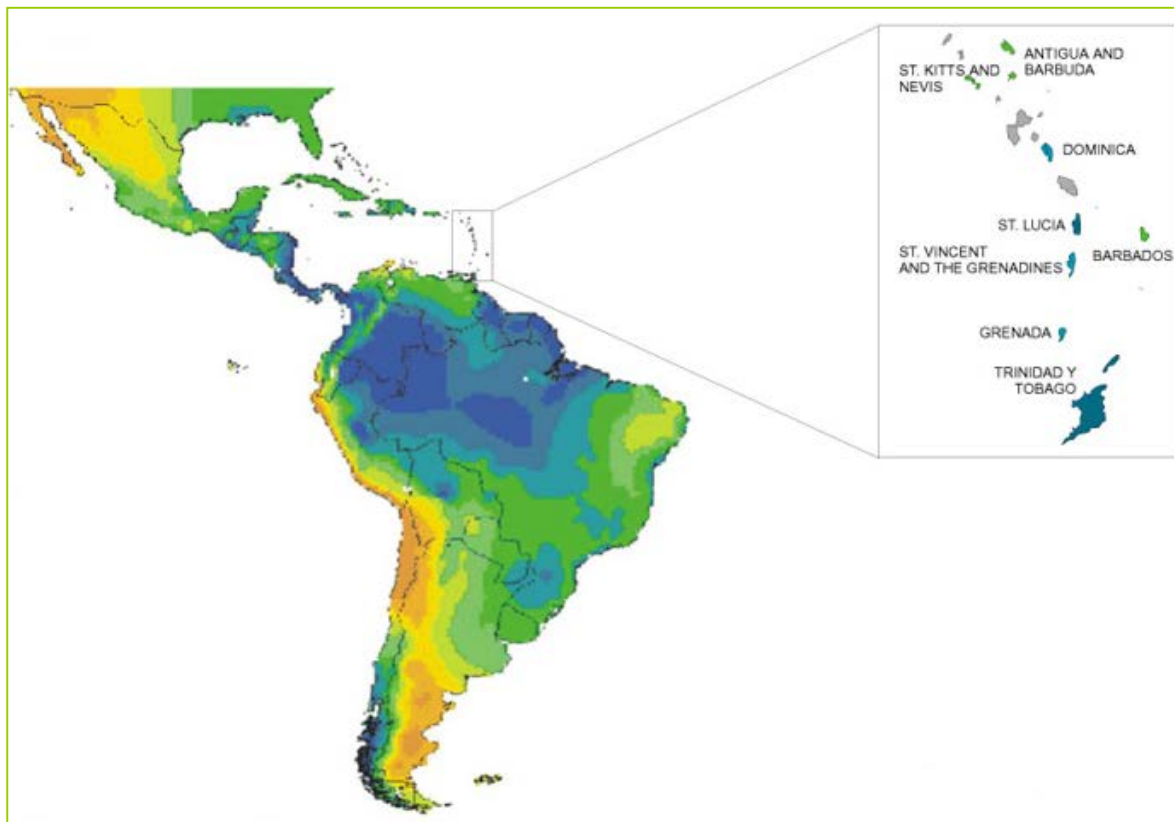 ANTIGUA AND
BARBUDA
ST. KITTS AND
NEVIS
DOMINICA
ST. LUCIA
BARBADOS
ST. VINCENT
AND THE GRENADINES
GRENADA
TRINIDAD Y
TOBAGO